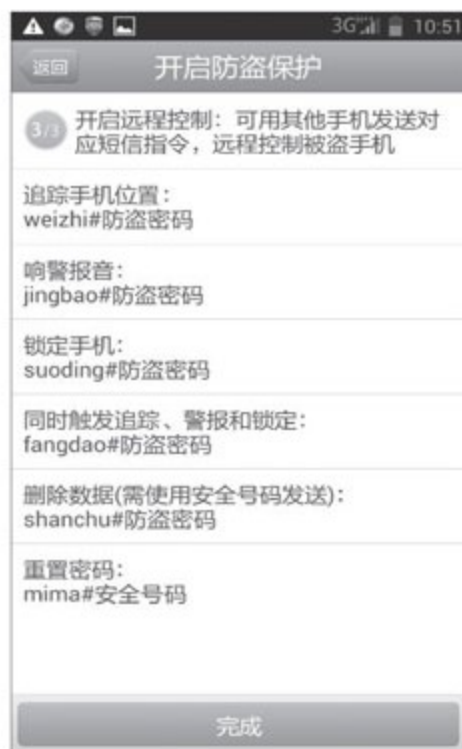 3G 10:51
返回
开启防盗保护
3/3
开启远程控制：可用其他手机发送对
应短信指令，远程控制被盗手机
追踪手机位置：
weizhi#防盗密码
响警报音：
jingbao#防盗密码
锁定手机：
suoding#防盗密码
同时触发追踪、警报和锁定：
fangdao#防盗密码
删除数据(需使用安全号码发送)：
shanchu#防盗密码
重置密码：
mima#安全号码
完成